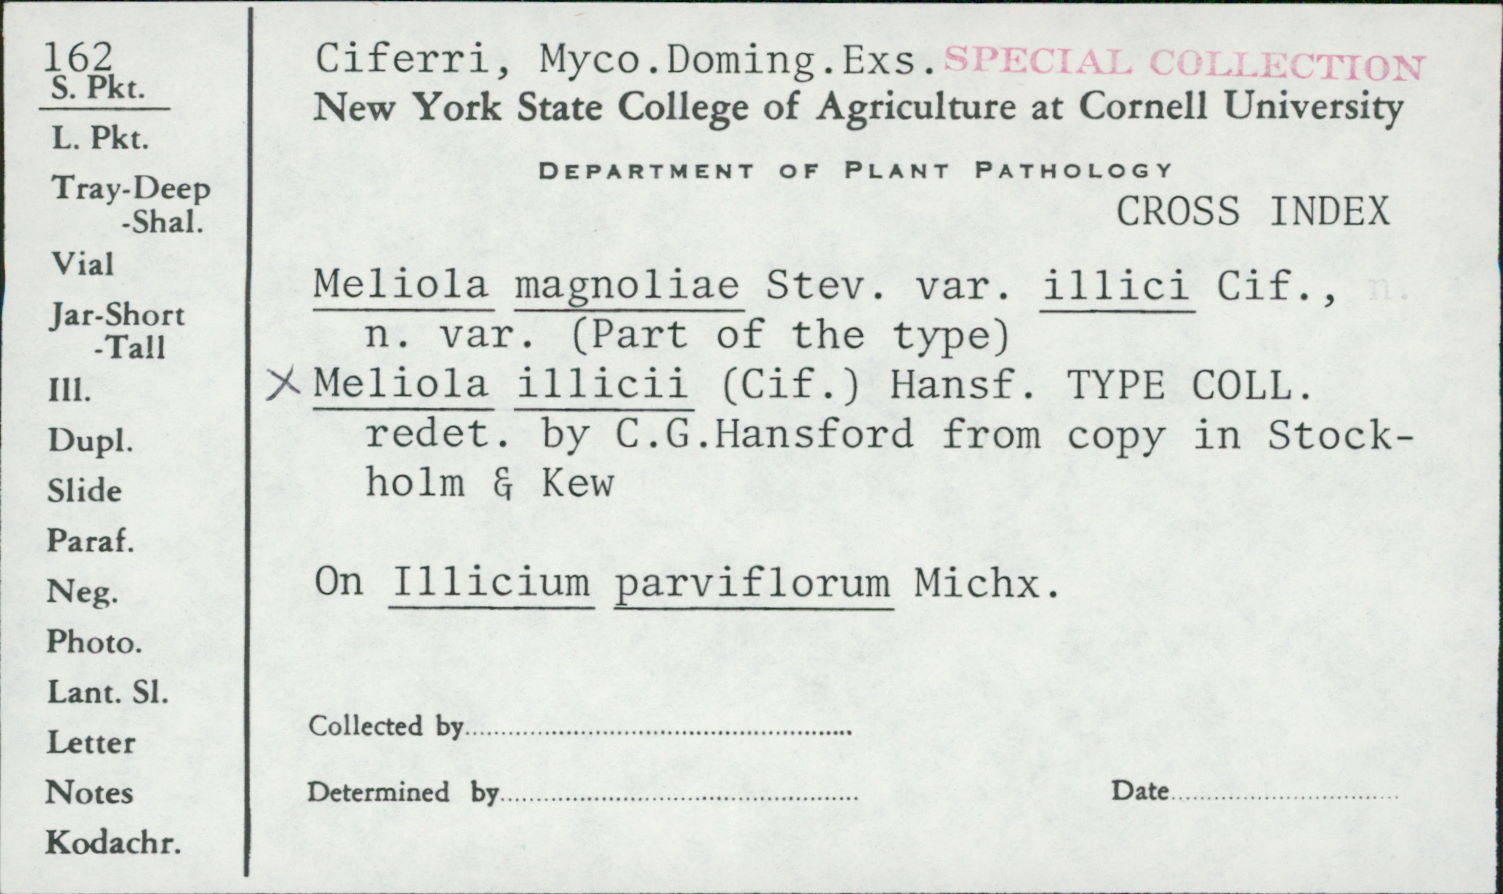 162
S. Pkt.
L. Pkt.
Tray-Deep
-Shal.
Vial
Jar-Short
-Tall
Ill.
Dupl.
Slide
Paraf.
Neg.
Photo.
Lant. Sl.
Letter
Notes
Kodachr.
Ciferri, Myco.Doming.Exs. SPECIAL COLLECTION
New York State College of Agriculture at Cornell University
DEPARTMENT OF PLANT PATHOLOGY
CROSS INDEX
Meliola magnoliae Stev. var. illici Cif., n.
n. var. (Part of the type)
X Meliola illicii (Cif.) Hansf. TYPE COLL.
redet. by C.G.Hansford from copy in Stock-
holm & Kew
On Illicium parviflorum Michx.
Collected by
Determined by Date